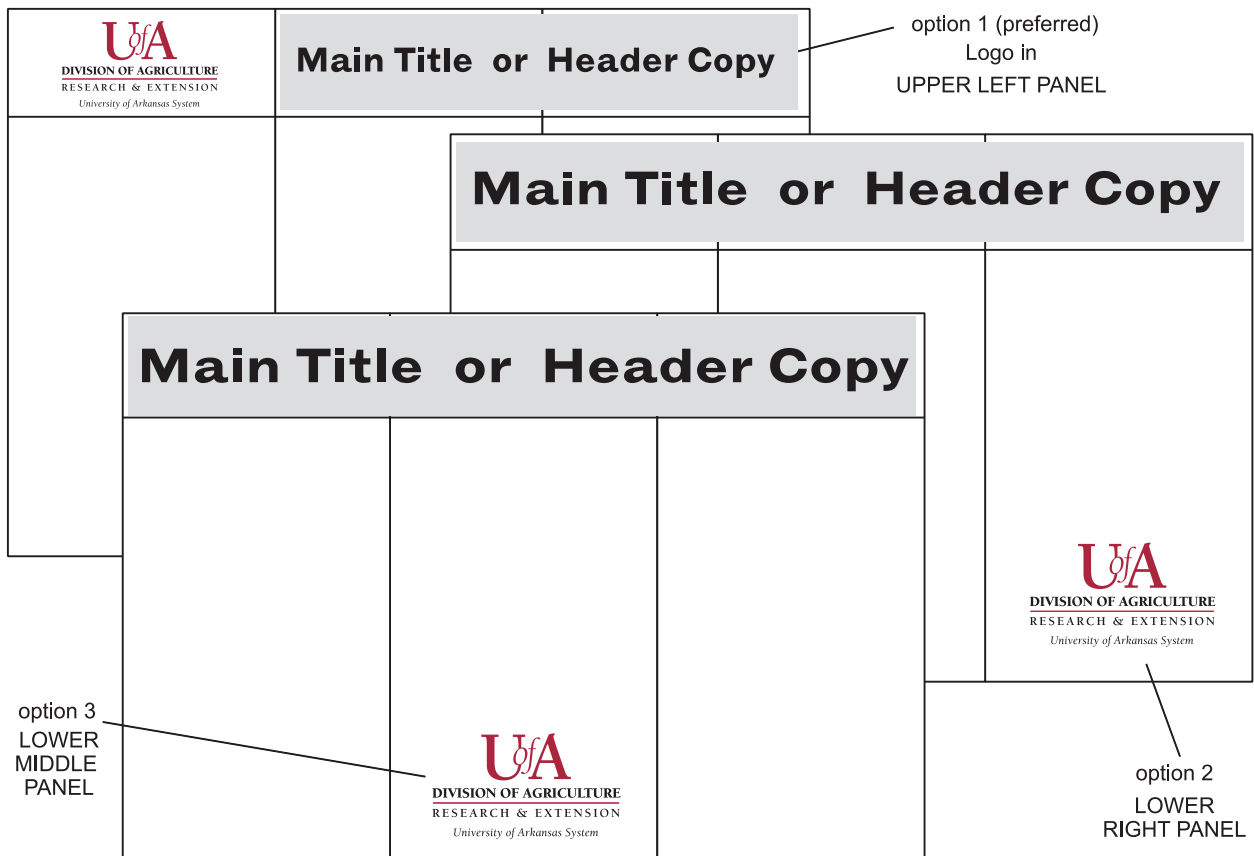 UofA
DIVISION OF AGRICULTURE
RESEARCH & EXTENSION
University of Arkansas System
Main Title or Header Copy
option 1 (preferred)
Logo in
UPPER LEFT PANEL
Main Title or Header Copy
Main Title or Header Copy
UofA
DIVISION OF AGRICULTURE
RESEARCH & EXTENSION
University of Arkansas System
option 2
LOWER
RIGHT PANEL
option 3
LOWER
MIDDLE
PANEL
UofA
DIVISION OF AGRICULTURE
RESEARCH & EXTENSION
University of Arkansas System